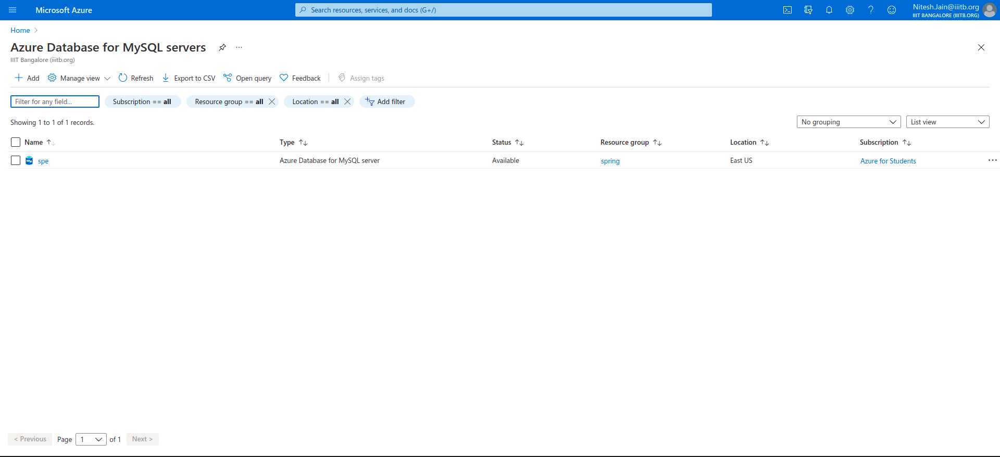 Microsoft Azure
Search resources, services, and docs (G+/)
Nitesh.Jain@iiitb.org
IIIT BANGALORE (IIITB.ORG)
Home
Azure Database for MySQL servers
IIIT Bangalore (iiitb.org)
Add Manage view Refresh Export to CSV Open query Feedback Assign tags
Filter for any field... Subscription == all Resource group == all Location == all Add filter
Showing 1 to 1 of 1 records. No grouping List view
Name Type Status Resource group Location Subscription
My spe Azure Database for MySQL server Available spring East US Azure for Students
< Previous Page 1 of 1 Next >